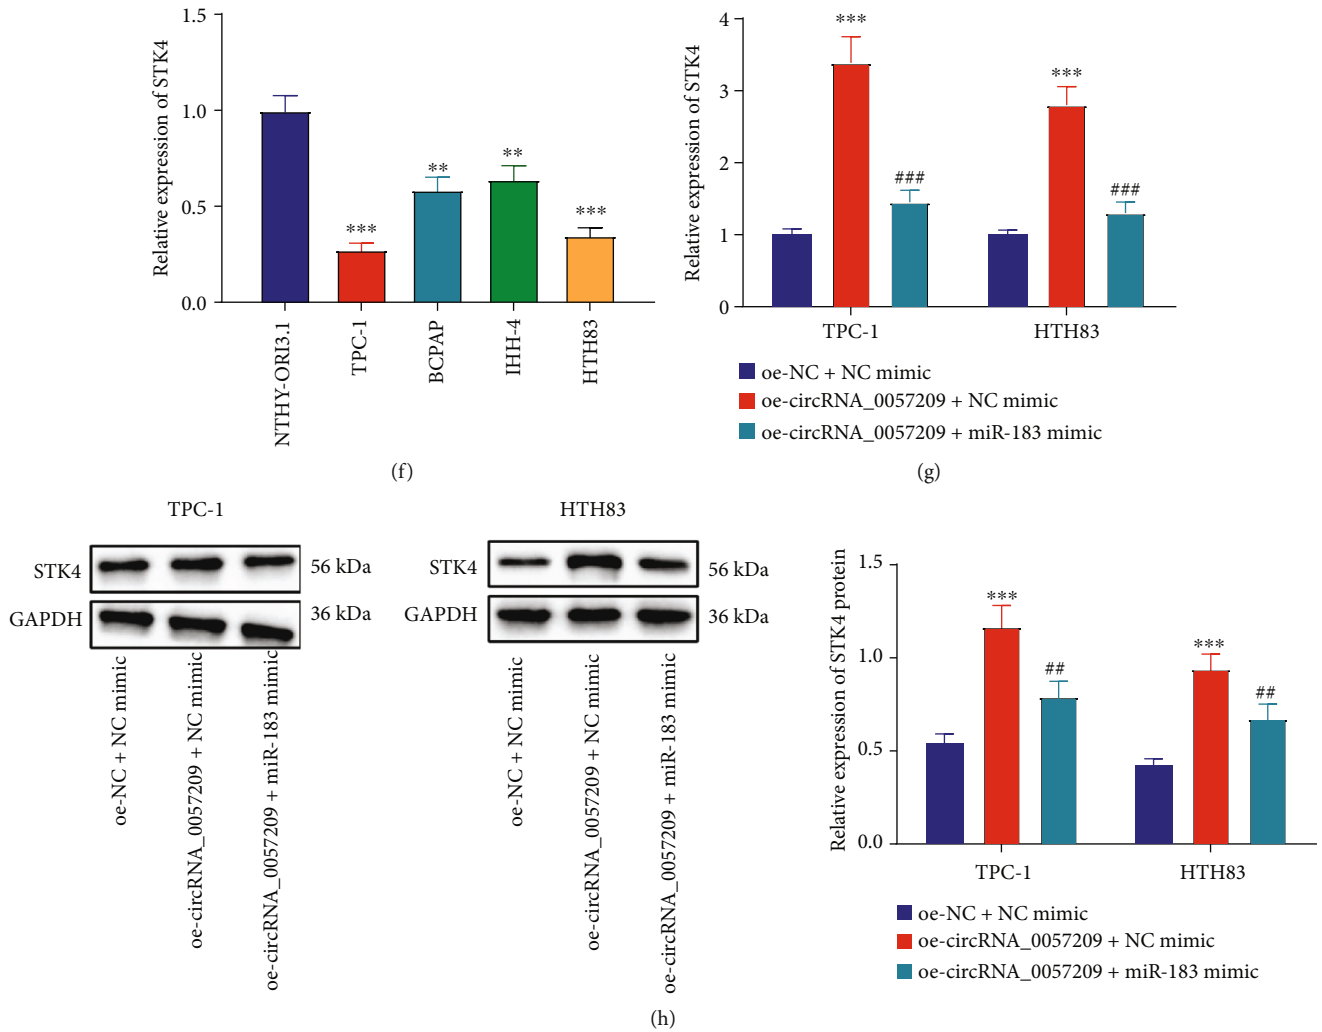 Relative expression of STK4
1.5
1.0
0.5
0.0
***
**
**
***
NTHY-ORI3.1
TPC-1
BCPAP
IHH-4
HTH83
(f)
Relative expression of STK4
4
3
2
1
0
***
###
***
###
TPC-1
HTH83
oe-NC + NC mimic
oe-circRNA_0057209 + NC mimic
oe-circRNA_0057209 + miR-183 mimic
(g)
TPC-1
STK4
56 kDa
GAPDH
36 kDa
oe-NC + NC mimic
oe-circRNA_0057209 + NC mimic
oe-circRNA_0057209 + miR-183 mimic
HTH83
STK4
56 kDa
GAPDH
36 kDa
oe-NC + NC mimic
oe-circRNA_0057209 + NC mimic
oe-circRNA_0057209 + miR-183 mimic
Relative expression of STK4 protein
1.5
1.0
0.5
0.0
***
##
***
##
TPC-1
HTH83
oe-NC + NC mimic
oe-circRNA_0057209 + NC mimic
oe-circRNA_0057209 + miR-183 mimic
(h)